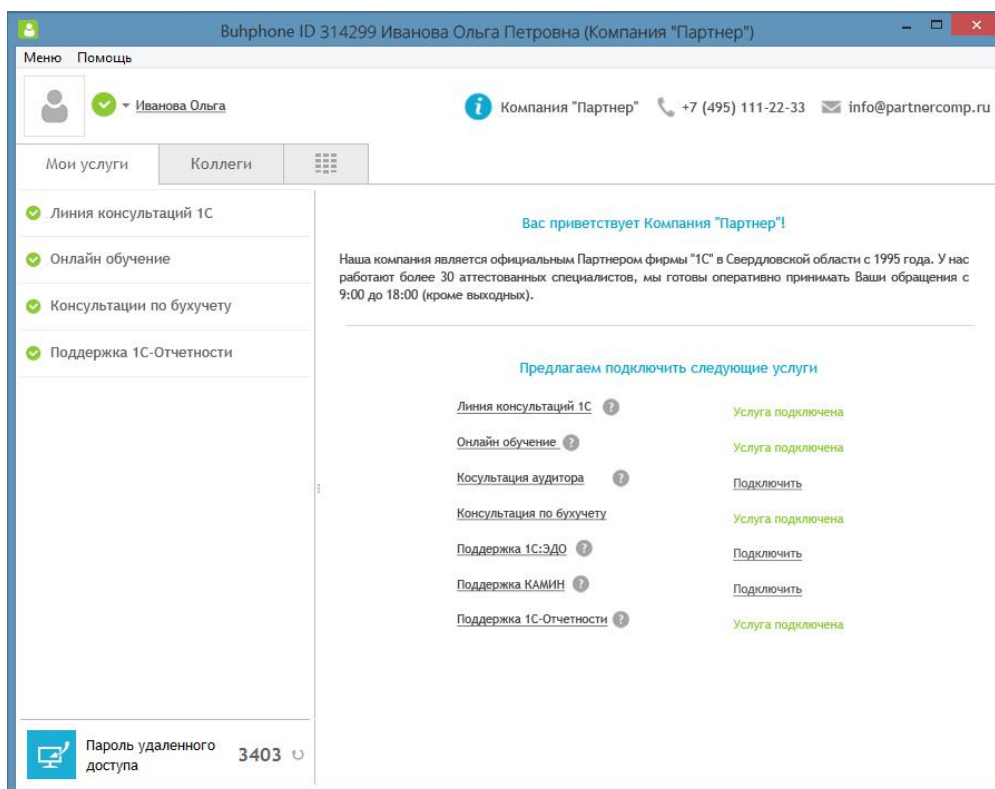 Buhphone ID 314299 Иванова Ольга Петровна (Компания "Партнер")
Меню Помощь
Иванова Ольга
Компания "Партнер" +7 (495) 111-22-33 info@partnercomp.ru
Мои услуги Коллеги
Линия консультаций 1С
Онлайн обучение
Консультации по бухучету
Поддержка 1С-Отчетности
Вас приветствует Компания "Партнер"!
Наша компания является официальным Партнером фирмы "1С" в Свердловской области с 1995 года. У нас
работают более 30 аттестованных специалистов, мы готовы оперативно принимать Ваши обращения с
9:00 до 18:00 (кроме выходных).
Предлагаем подключить следующие услуги
Линия консультаций 1С ? Услуга подключена
Онлайн обучение ? Услуга подключена
Косультация аудитора ? Подключить
Консультация по бухучету Услуга подключена
Поддержка 1С:ЭДО ? Подключить
Поддержка КАМИН ? Подключить
Поддержка 1С-Отчетности ? Услуга подключена
Пароль удаленного
доступа
3403